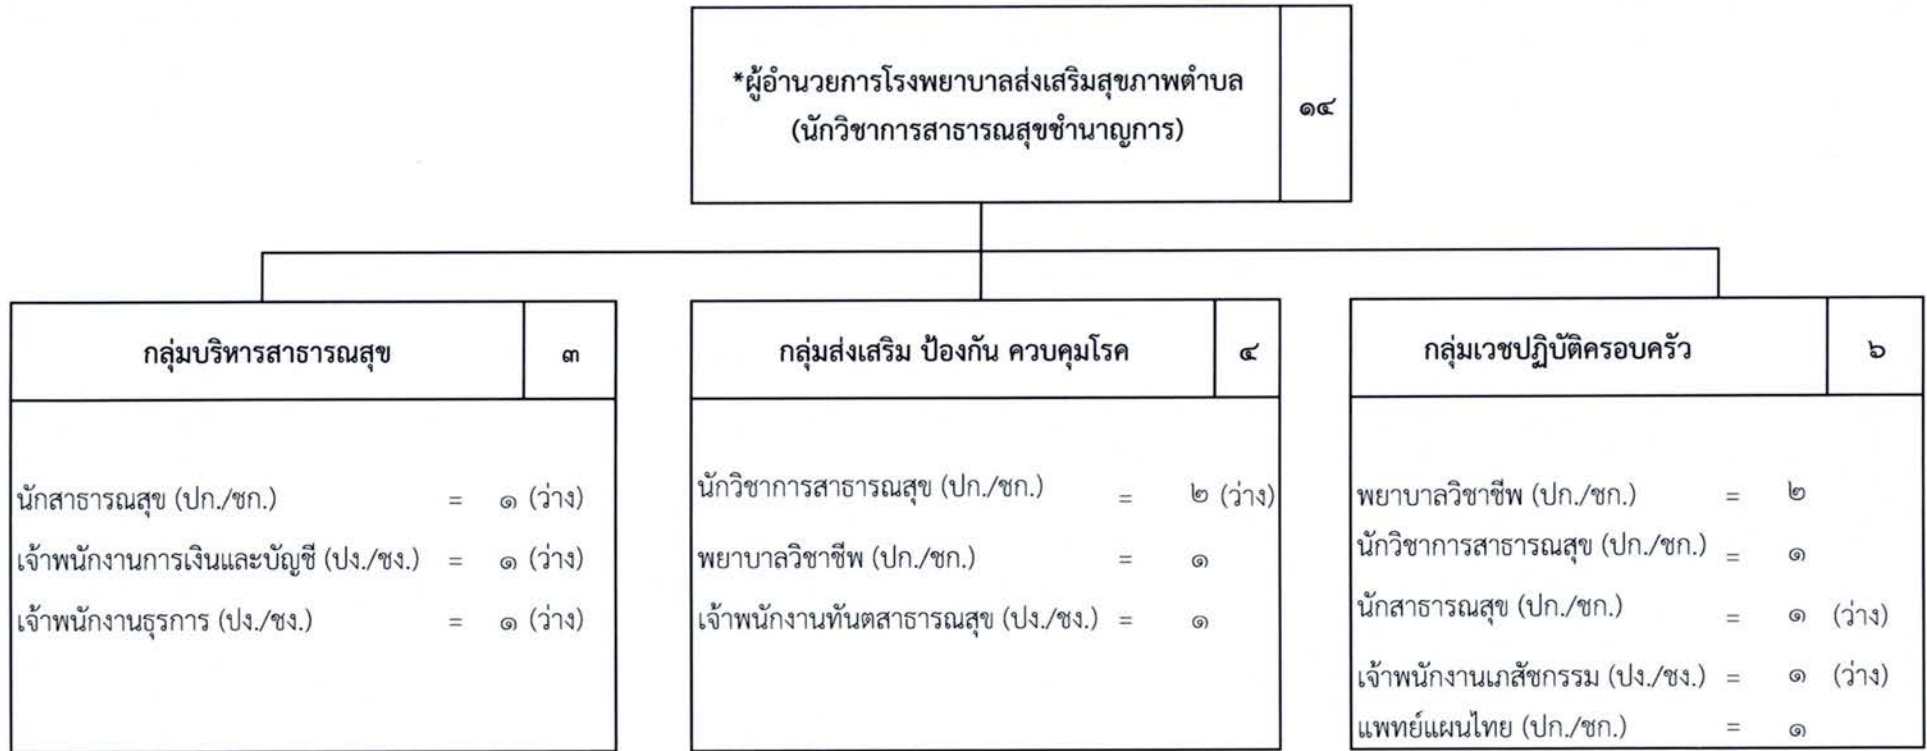 *ผู้อำนวยการโรงพยาบาลส่งเสริมสุขภาพตำบล
(นักวิชาการสาธารณสุขชำนาญการ)
๑๔
กลุ่มบริหารสาธารณสุข ๓
นักสาธารณสุข (ปก./ชก.) = ๑ (ว่าง)
เจ้าพนักงานการเงินและบัญชี (ปง./ชง.) = ๑ (ว่าง)
เจ้าพนักงานธุรการ (ปง./ชง.) = ๑ (ว่าง)
กลุ่มส่งเสริม ป้องกัน ควบคุมโรค ๔
นักวิชาการสาธารณสุข (ปก./ชก.) = ๒ (ว่าง)
พยาบาลวิชาชีพ (ปก./ชก.) = ๑
เจ้าพนักงานทันตสาธารณสุข (ปง./ชง.) = ๑
กลุ่มเวชปฏิบัติครอบครัว ๖
พยาบาลวิชาชีพ (ปก./ชก.) = ๒
นักวิชาการสาธารณสุข (ปก./ชก.) = ๑
นักสาธารณสุข (ปก./ชก.) = ๑ (ว่าง)
เจ้าพนักงานเภสัชกรรม (ปง./ชง.) = ๑ (ว่าง)
แพทย์แผนไทย (ปก./ชก.) = ๑